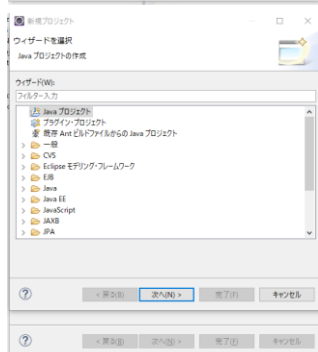 新規プロジェクト
ウィザードを選択
Java プロジェクトの作成
ウィザード(W):
フィルター入力
Java プロジェクト
プラグイン・プロジェクト
既存 Ant ビルドファイルからの Java プロジェクト
一般
CVS
Eclipse モデリング・フレームワーク
EJB
Java
Java EE
JavaScript
JAXB
JPA
< 戻る(B) 次へ(N) > 完了(F) キャンセル
< 戻る(B) 次へ(N) > 完了(F) キャンセル